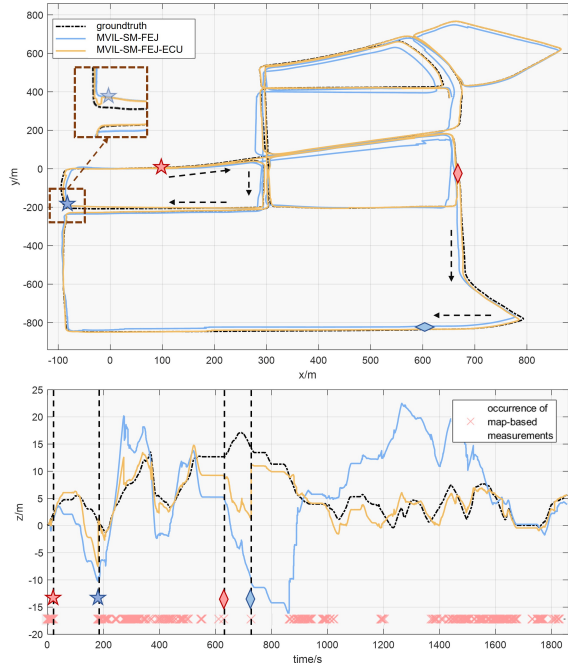 groundtruth
MVIL-SM-FEJ
MVIL-SM-FEJ-ECU
800
600
400
200
0
-200
-400
-600
-800
y/m
-100 0 100 200 300 400 500 600 700 800
x/m
25
20
15
10
5
0
-5
-10
-15
-20
z/m
occurrence of
map-based
measurements
0 200 400 600 800 1000 1200 1400 1600 1800
time/s